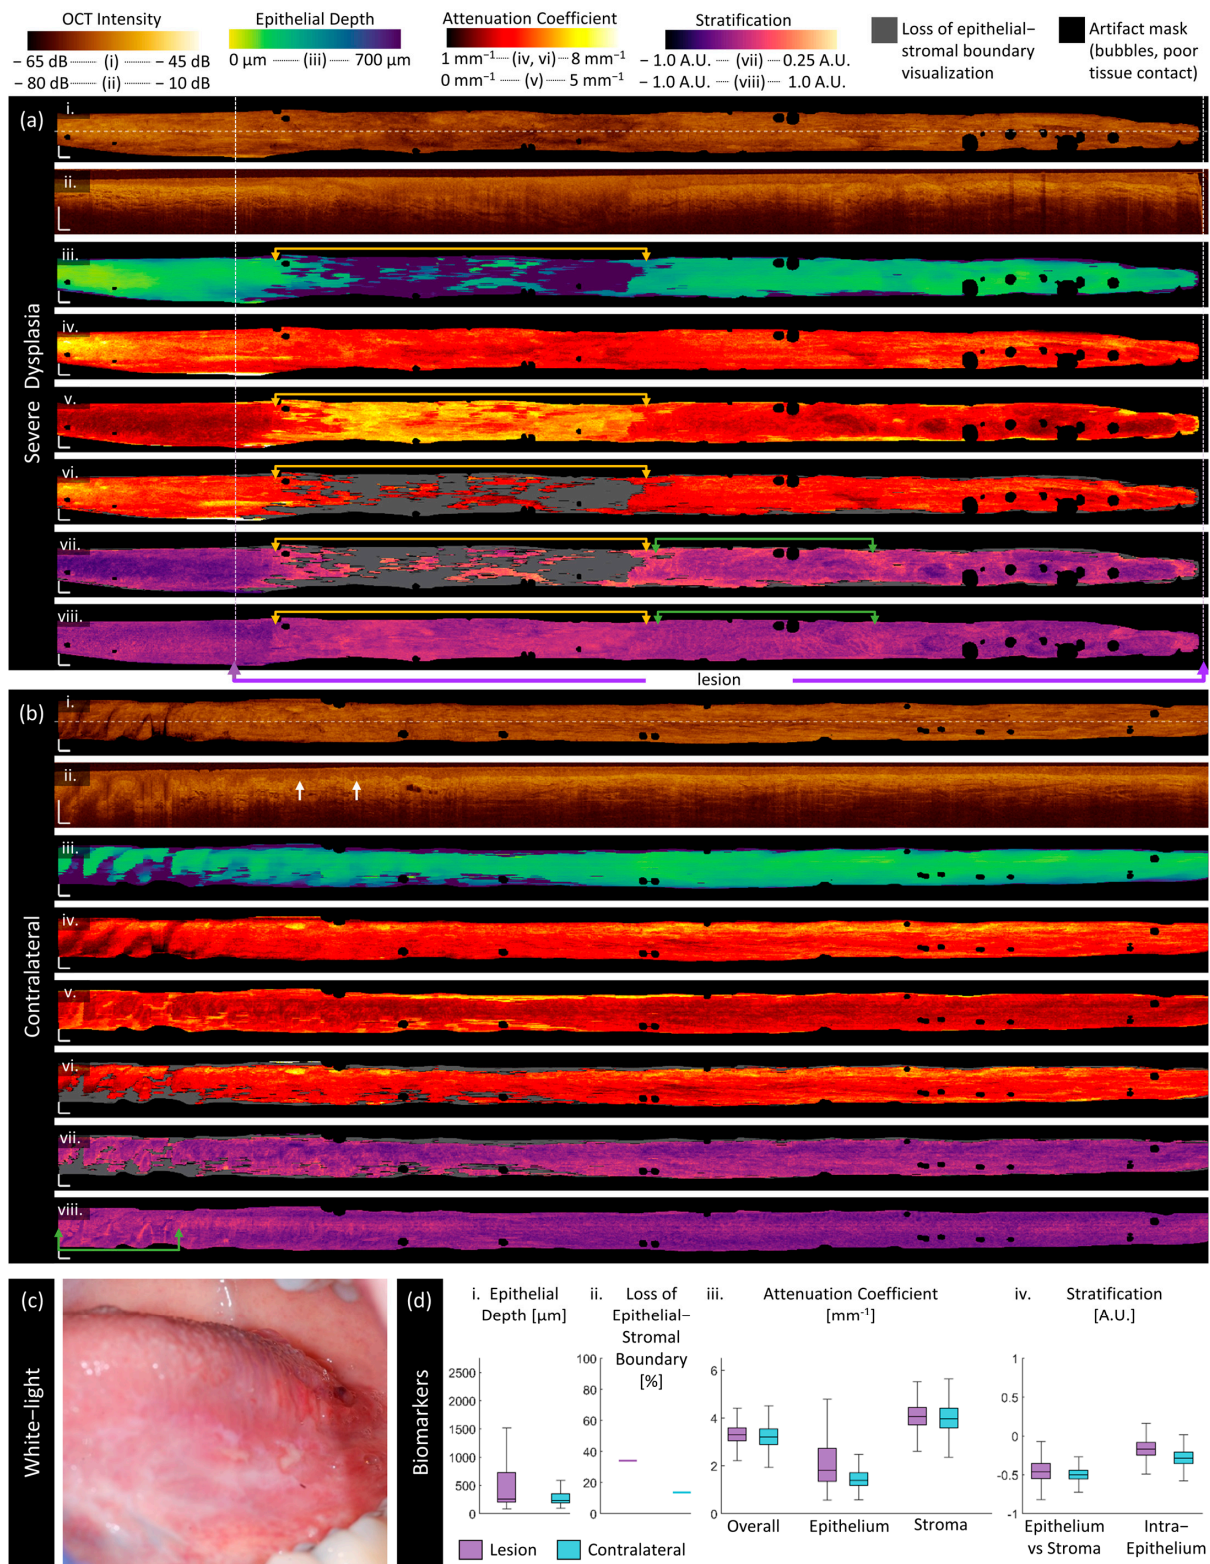 OCT Intensity
− 65 dB (i) − 45 dB
− 80 dB (ii) − 10 dB
Epithelial Depth
0 μm (iii) 700 μm
Attenuation Coefficient
1 mm⁻¹ (iv, vi) 8 mm⁻¹
0 mm⁻¹ (v) 5 mm⁻¹
Stratification
− 1.0 A.U. (vii) 0.25 A.U.
− 1.0 A.U. (viii) 1.0 A.U.
Loss of epithelial–
stromal boundary
visualization
Artifact mask
(bubbles, poor
tissue contact)
(a)
Severe Dysplasia
i.
ii.
iii.
iv.
v.
vi.
vii.
viii.
lesion
(b)
Contralateral
i.
ii.
iii.
iv.
v.
vi.
vii.
viii.
(c)
White–light
(d)
Biomarkers
i. Epithelial
Depth [μm]
2500
2000
1500
1000
500
0
ii. Loss of
Epithelial–
Stromal
Boundary
[%]
100
80
60
40
20
0
iii. Attenuation Coefficient
[mm⁻¹]
6
4
2
0
Overall
Epithelium
Stroma
iv. Stratification
[A.U.]
1
0.5
0
-0.5
-1
Epithelium
vs Stroma
Intra–
Epithelium
Lesion
Contralateral